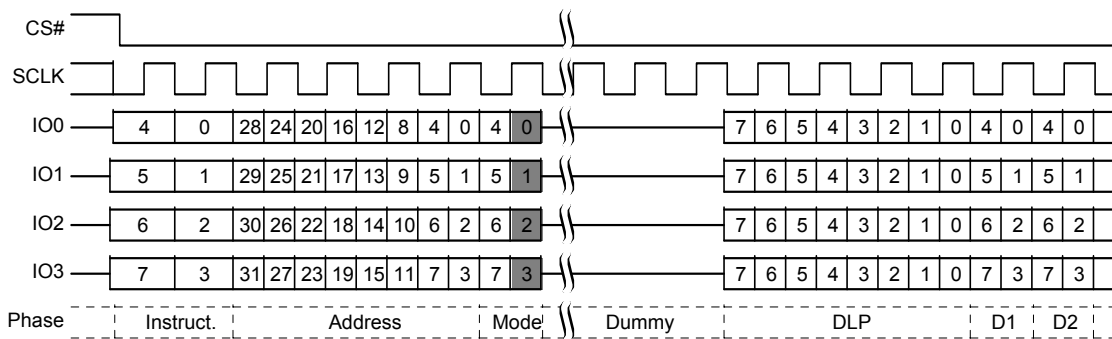 CS#
SCLK
IO0 4 0 28 24 20 16 12 8 4 0 4 0 7 6 5 4 3 2 1 0 4 0 4 0
IO1 5 1 29 25 21 17 13 9 5 1 5 1 7 6 5 4 3 2 1 0 5 1 5 1
IO2 6 2 30 26 22 18 14 10 6 2 6 2 7 6 5 4 3 2 1 0 6 2 6 2
IO3 7 3 31 27 23 19 15 11 7 3 7 3 7 6 5 4 3 2 1 0 7 3 7 3
Phase Instruct. Address Mode Dummy DLP D1 D2